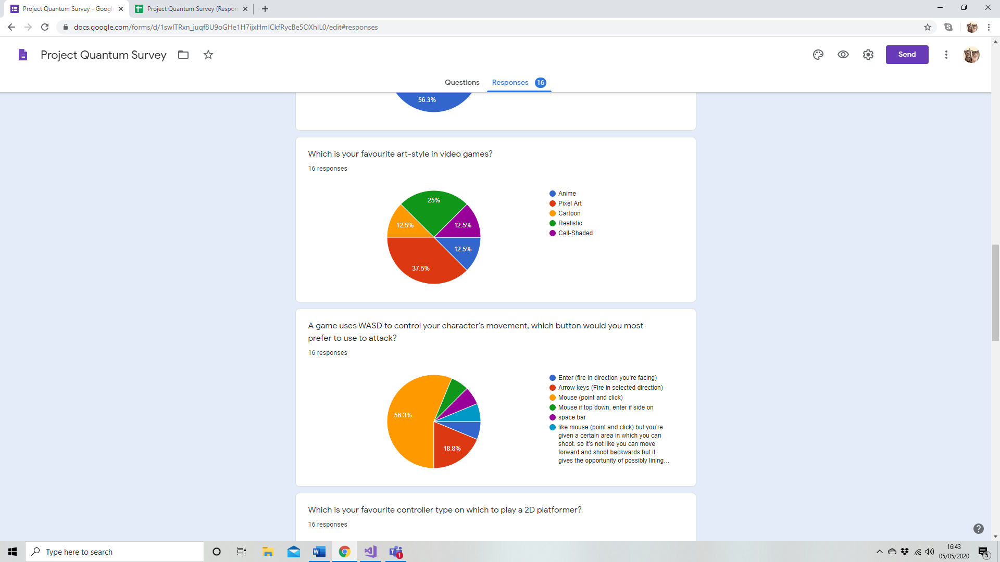 Project Quantum Survey - Googl
Project Quantum Survey (Respon
Project Quantum Survey
Send
Questions
Responses
16
56.3%
Which is your favourite art-style in video games?
16 responses
25%
12.5%
12.5%
12.5%
37.5%
Anime
Pixel Art
Cartoon
Realistic
Cell-Shaded
A game uses WASD to control your character's movement, which button would you most
prefer to use to attack?
16 responses
56.3%
18.8%
Enter (fire in direction you're facing)
Arrow keys (Fire in selected direction)
Mouse (point and click)
Mouse if top down, enter if side on
space bar
like mouse (point and click) but you're
given a certain area in which you can
shoot. so it's not like you can move
forward and shoot backwards but it
gives the opportunity of possibly lining...
Which is your favourite controller type on which to play a 2D platformer?
16 responses
Type here to search
1
16:43
05/05/2020
5